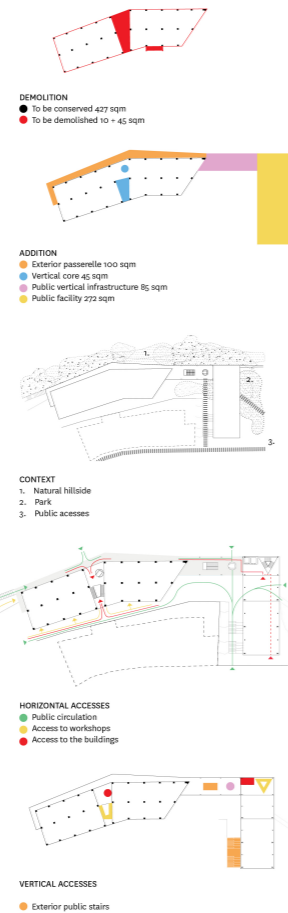 DEMOLITION
To be conserved 427 sqm
To be demolished 10 + 45 sqm
ADDITION
Exterior passerelle 100 sqm
Vertical core 45 sqm
Public vertical infrastructure 85 sqm
Public facility 272 sqm
1.
2.
3.
CONTEXT
1. Natural hillside
2. Park
3. Public acesses
HORIZONTAL ACCESSES
Public circulation
Access to workshops
Access to the buildings
VERTICAL ACCESSES
Exterior public stairs